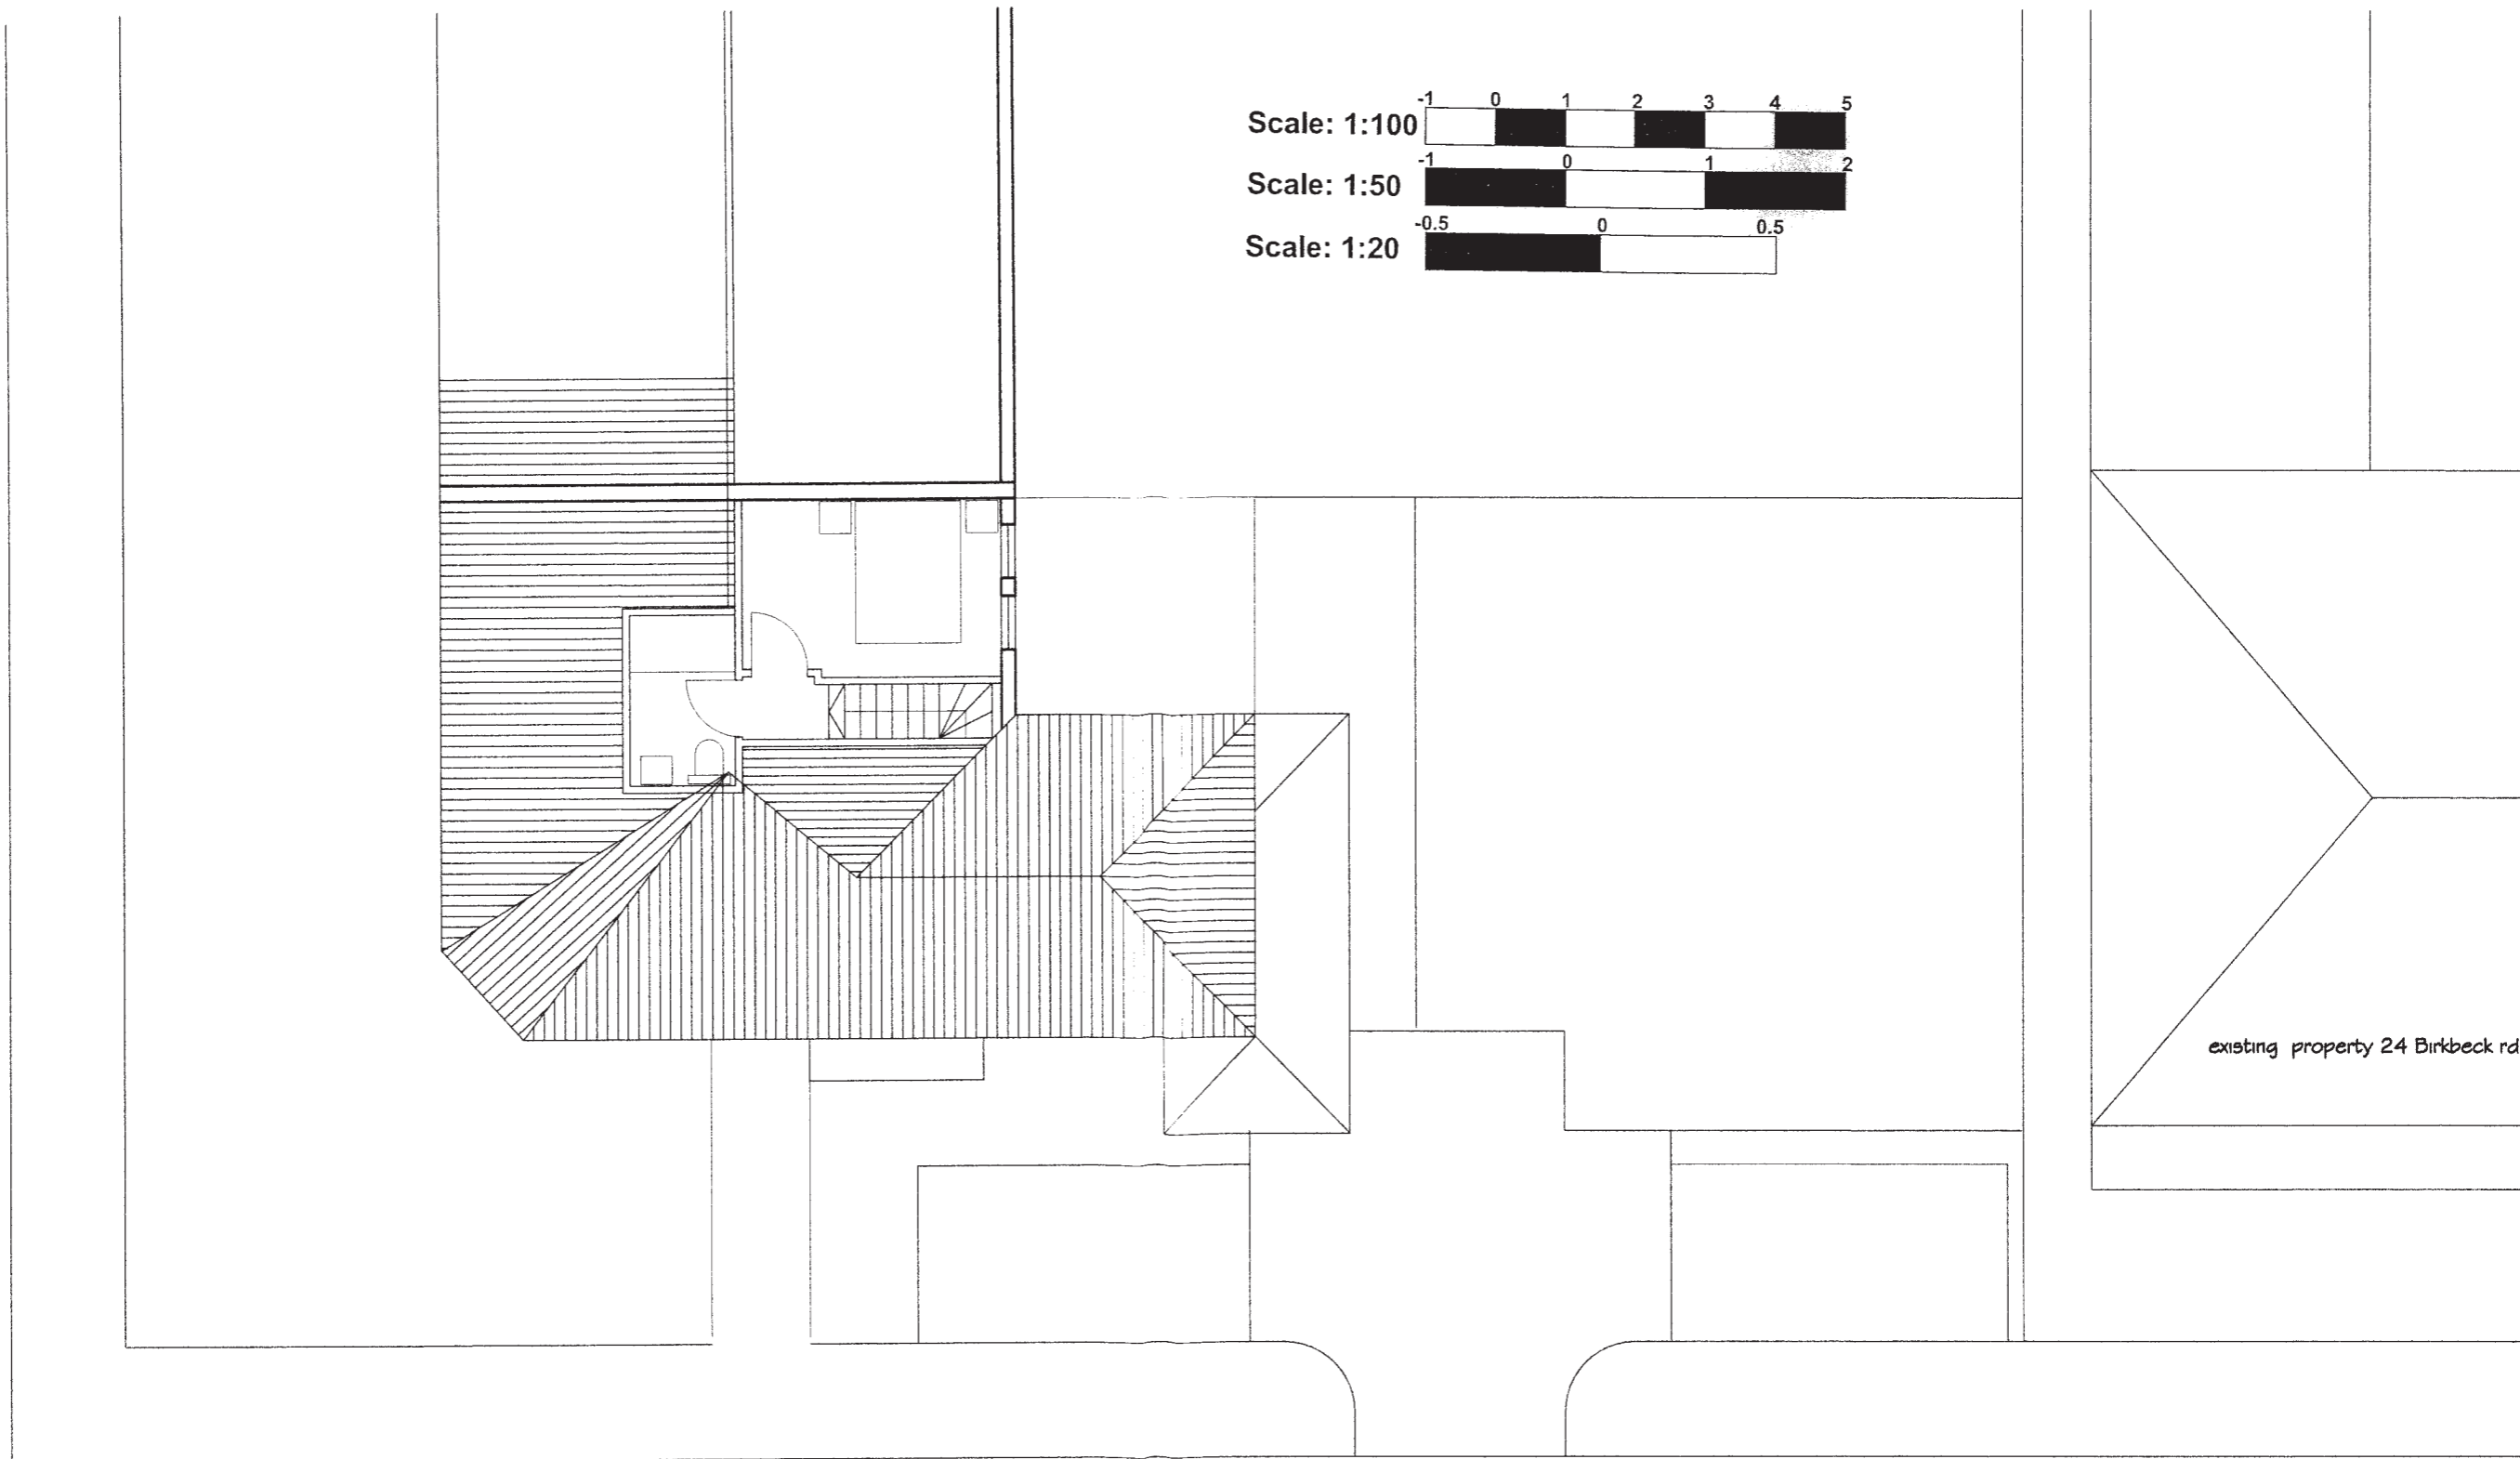 -1 0 1 2 3 4 5
Scale: 1:100
-1 0 1 2
Scale: 1:50
-0.5 0 0.5
Scale: 1:20
existing property 24 Birkbeck rd